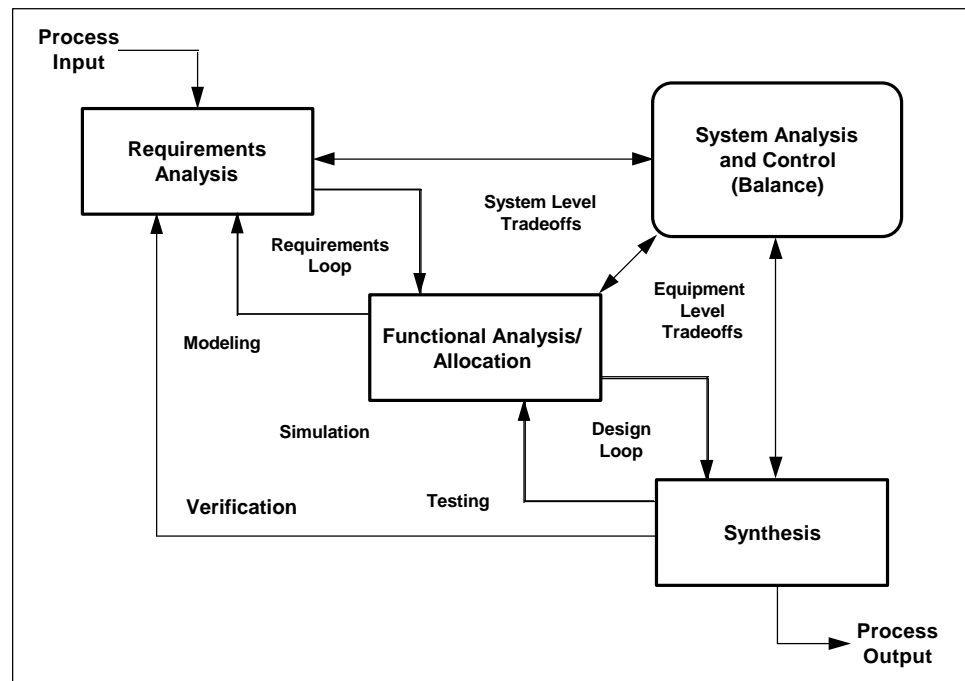 Process
Input
Requirements
Analysis
System Analysis
and Control
(Balance)
System Level
Tradeoffs
Requirements
Loop
Equipment
Level
Tradeoffs
Functional Analysis/
Allocation
Modeling
Simulation
Design
Loop
Verification
Testing
Synthesis
Process
Output